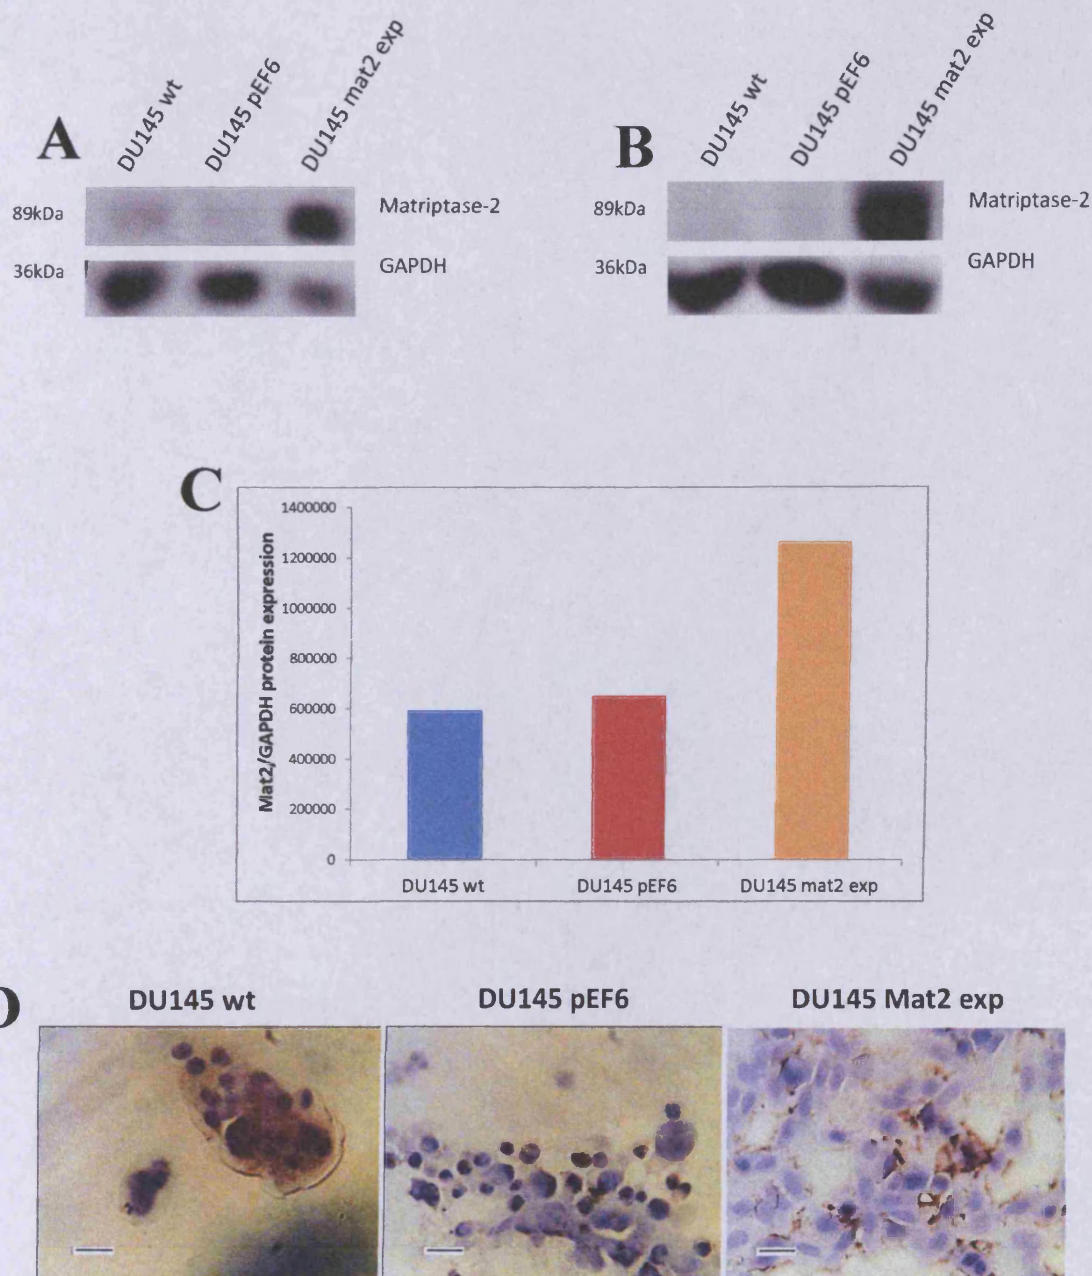 A
DU145 wt
DU145 pEF6
DU145 mat2 exp
89kDa
Matriptase-2
36kDa
GAPDH
B
DU145 wt
DU145 pEF6
DU145 mat2 exp
89kDa
Matriptase-2
36kDa
GAPDH
C
Mat2/GAPDH protein expression
1400000
1200000
1000000
800000
600000
400000
200000
0
DU145 wt
DU145 pEF6
DU145 mat2 exp
D
DU145 wt
DU145 pEF6
DU145 Mat2 exp